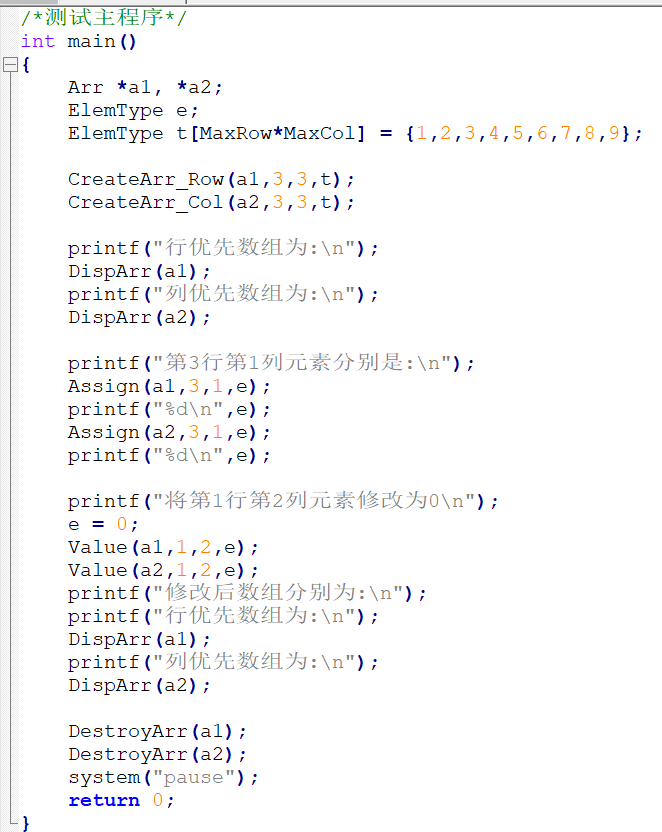 /*测试主程序*/
int main()
{
    Arr *a1, *a2;
    ElemType e;
    ElemType t[MaxRow*MaxCol] = {1,2,3,4,5,6,7,8,9};
    CreateArr_Row(a1,3,3,t);
    CreateArr_Col(a2,3,3,t);
    printf("行优先数组为:\n");
    DispArr(a1);
    printf("列优先数组为:\n");
    DispArr(a2);
    printf("第3行第1列元素分别是:\n");
    Assign(a1,3,1,e);
    printf("%d\n",e);
    Assign(a2,3,1,e);
    printf("%d\n",e);
    printf("将第1行第2列元素修改为0\n");
    e = 0;
    Value(a1,1,2,e);
    Value(a2,1,2,e);
    printf("修改后数组分别为:\n");
    printf("行优先数组为:\n");
    DispArr(a1);
    printf("列优先数组为:\n");
    DispArr(a2);
    DestroyArr(a1);
    DestroyArr(a2);
    system("pause");
    return 0;
}